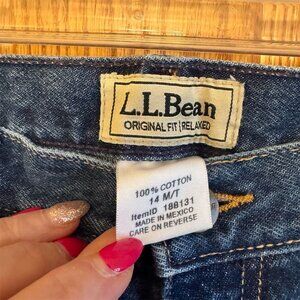 L.L.Bean
ORIGINAL FIT | RELAXED
100% COTTON
14 M/T
ItemID 188131
MADE IN MEXICO
CARE ON REVERSE